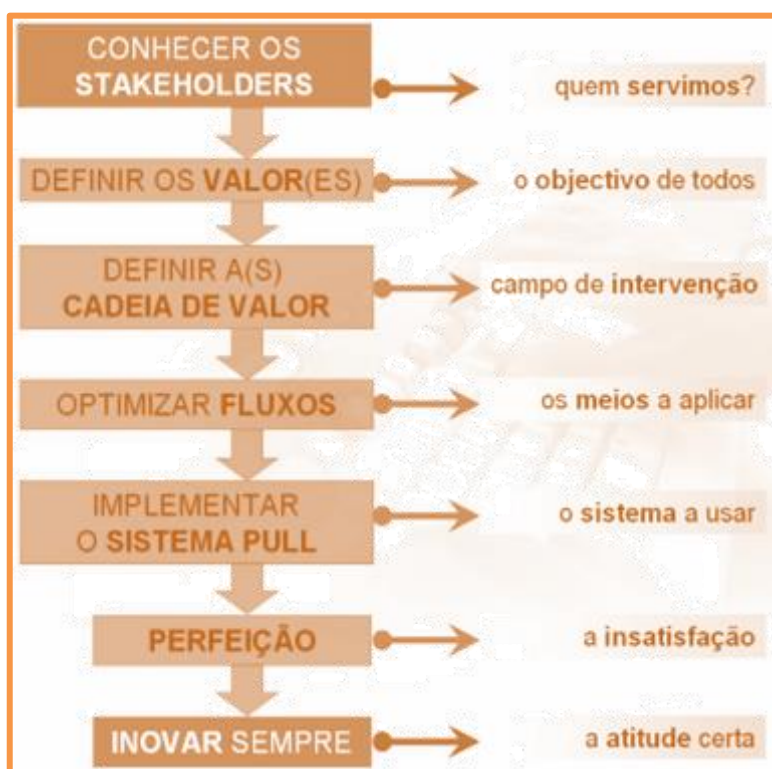 CONHECER OS
STAKEHOLDERS
quem servimos?
DEFINIR OS VALOR(ES)
o objectivo de todos
DEFINIR A(S)
CADEIA DE VALOR
campo de intervenção
OPTIMIZAR FLUXOS
os meios a aplicar
IMPLEMENTAR
O SISTEMA PULL
o sistema a usar
PERFEIÇÃO
a insatisfação
INOVAR SEMPRE
a atitude certa